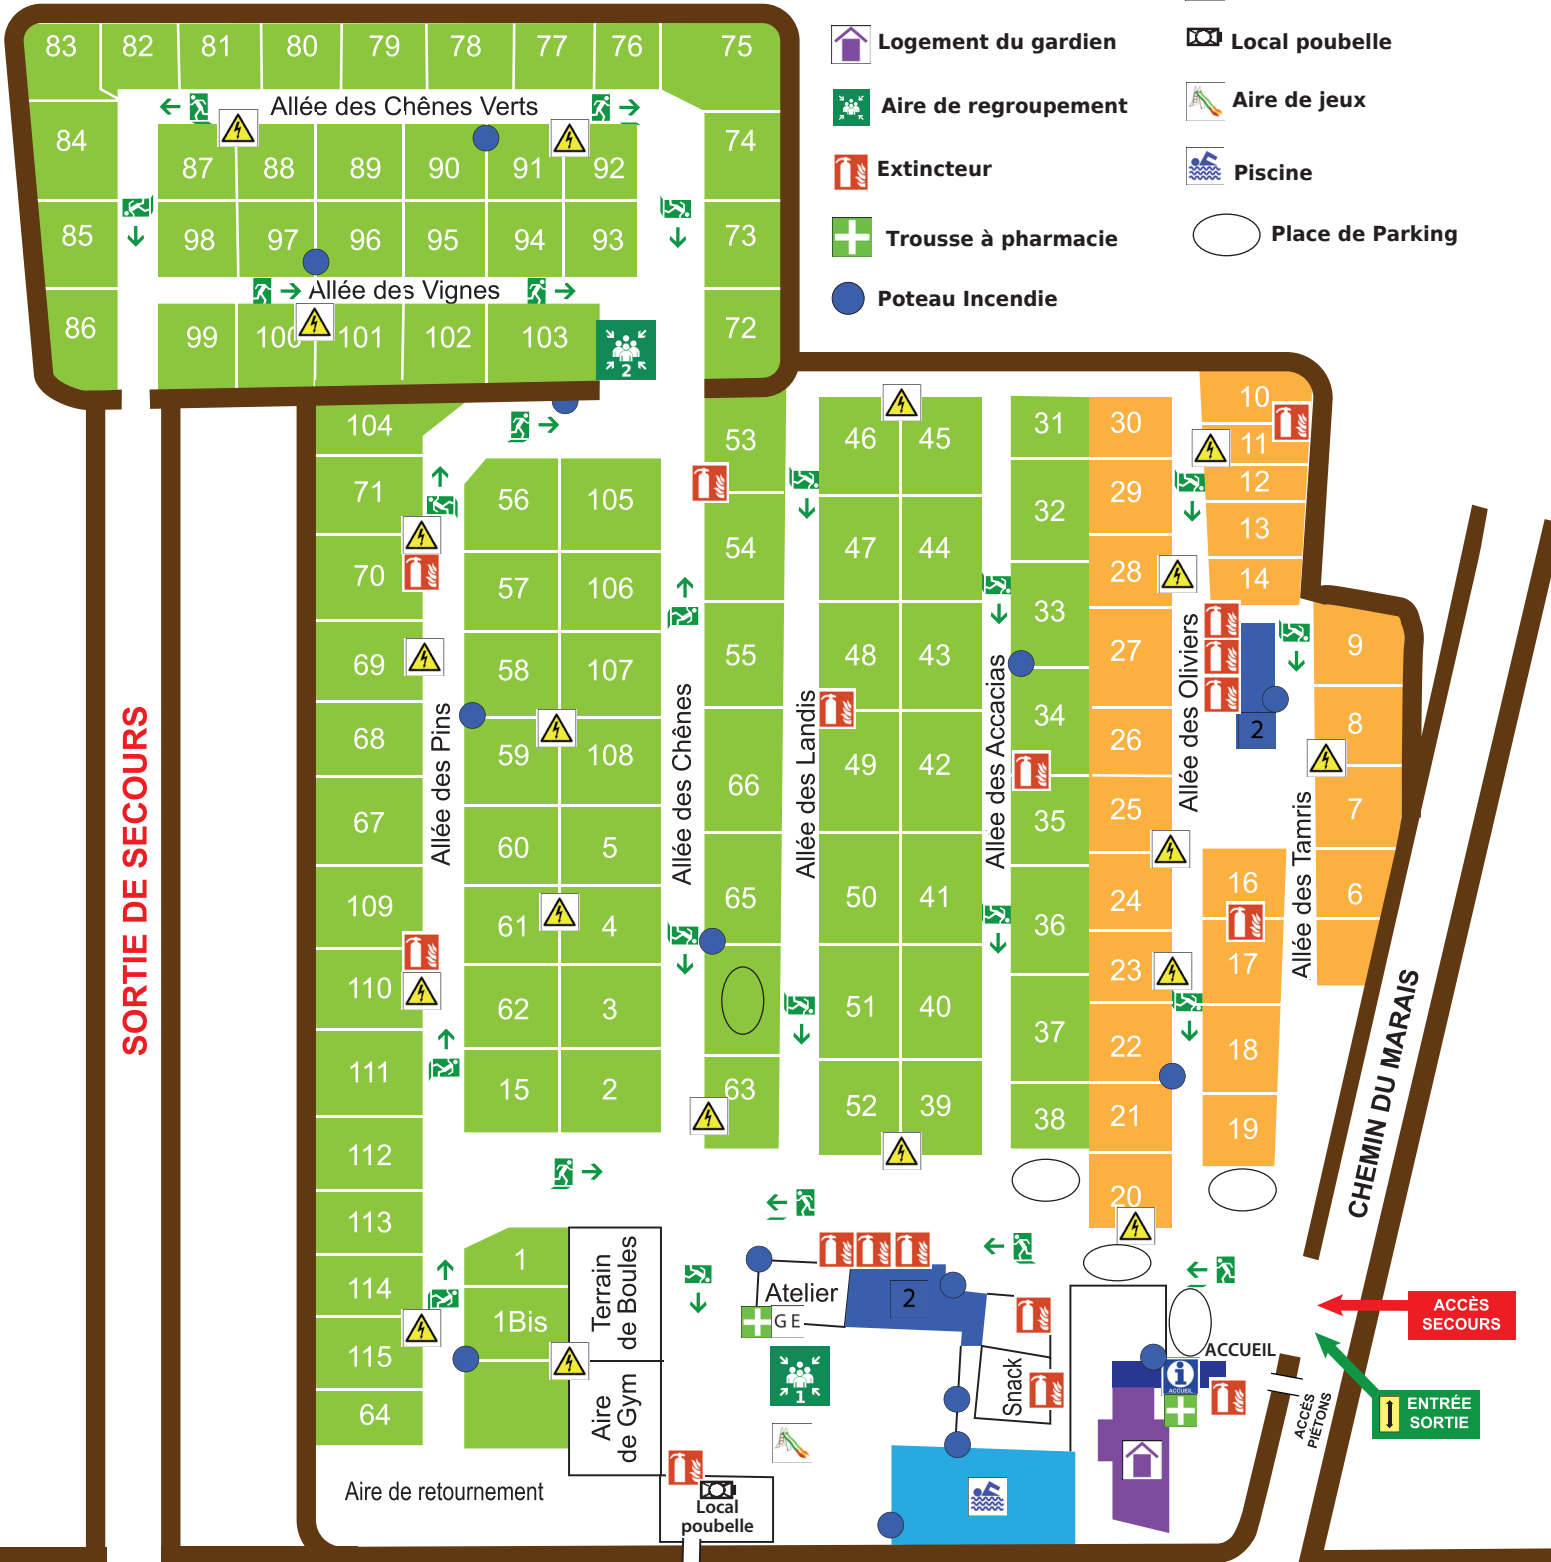 83 82 81 80 79 78 77 76 75
Logement du gardien
Local poubelle
Allée des Chênes Verts
Aire de regroupement
Aire de jeux
84 87 88 89 90 91 92 74
Extincteur
Piscine
85 98 97 96 95 94 93 73
Trousse à pharmacie
Place de Parking
Allée des Vignes
Poteau Incendie
86 99 100 101 102 103 72
2
104 53 46 45 31 30 10
11
71 56 105 32 29 12
54 47 44 13
70 57 106 28 14
33
69 58 107 55 48 43 27 9
68 34 26 8
2
59 108 66 49 42
67 60 5 35 25 7
Allée des Pins
Allée des Chênes
Allée des Landis
Allée des Accacias
Allée des Oliviers
Allée des Tamris
SORTIE DE SECOURS
CHEMIN DU MARAIS
109 61 4 65 50 41 36 24 16 6
110 62 3 51 40 23 17
111 15 2 37 22 18
63 52 39 38 21 19
112
20
113
114 1
Terrain
de Boules
Atelier
2
G E
1Bis
ACCÈS
SECOURS
115
ACCUEIL
ACCUEIL
64
Aire
de Gym
1
Snack
ENTRÉE
SORTIE
ACCÈS
PIÉTONS
Aire de retournement
Local
poubelle